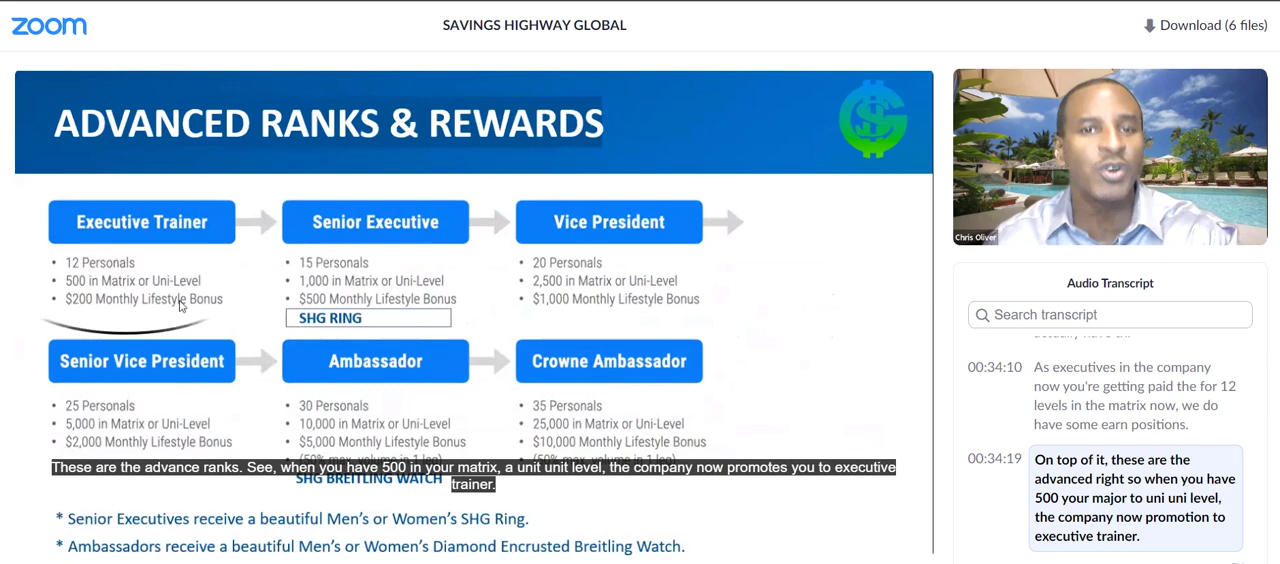 zoom
SAVINGS HIGHWAY GLOBAL
Download (6 files)
ADVANCED RANKS & REWARDS
Executive Trainer
• 12 Personals
• 500 in Matrix or Uni-Level
• $200 Monthly Lifestyle Bonus
Senior Executive
• 15 Personals
• 1,000 in Matrix or Uni-Level
• $500 Monthly Lifestyle Bonus
SHG RING
Vice President
• 20 Personals
• 2,500 in Matrix or Uni-Level
• $1,000 Monthly Lifestyle Bonus
Senior Vice President
• 25 Personals
• 5,000 in Matrix or Uni-Level
• $2,000 Monthly Lifestyle Bonus
Ambassador
• 30 Personals
• 10,000 in Matrix or Uni-Level
• $5,000 Monthly Lifestyle Bonus
SHG BREITLING WATCH
Crowne Ambassador
• 35 Personals
• 25,000 in Matrix or Uni-Level
• $10,000 Monthly Lifestyle Bonus
These are the advance ranks. See, when you have 500 in your matrix, a unit unit level, the company now promotes you to executive
trainer.
* Senior Executives receive a beautiful Men's or Women's SHG Ring.
* Ambassadors receive a beautiful Men's or Women's Diamond Encrusted Breitling Watch.
Chris Oliver
Audio Transcript
Search transcript
00:34:10
As executives in the company
now you're getting paid the for 12
levels in the matrix now, we do
have some earn positions.
00:34:19
On top of it, these are the
advanced right so when you have
500 your major to uni uni level,
the company now promotion to
executive trainer.